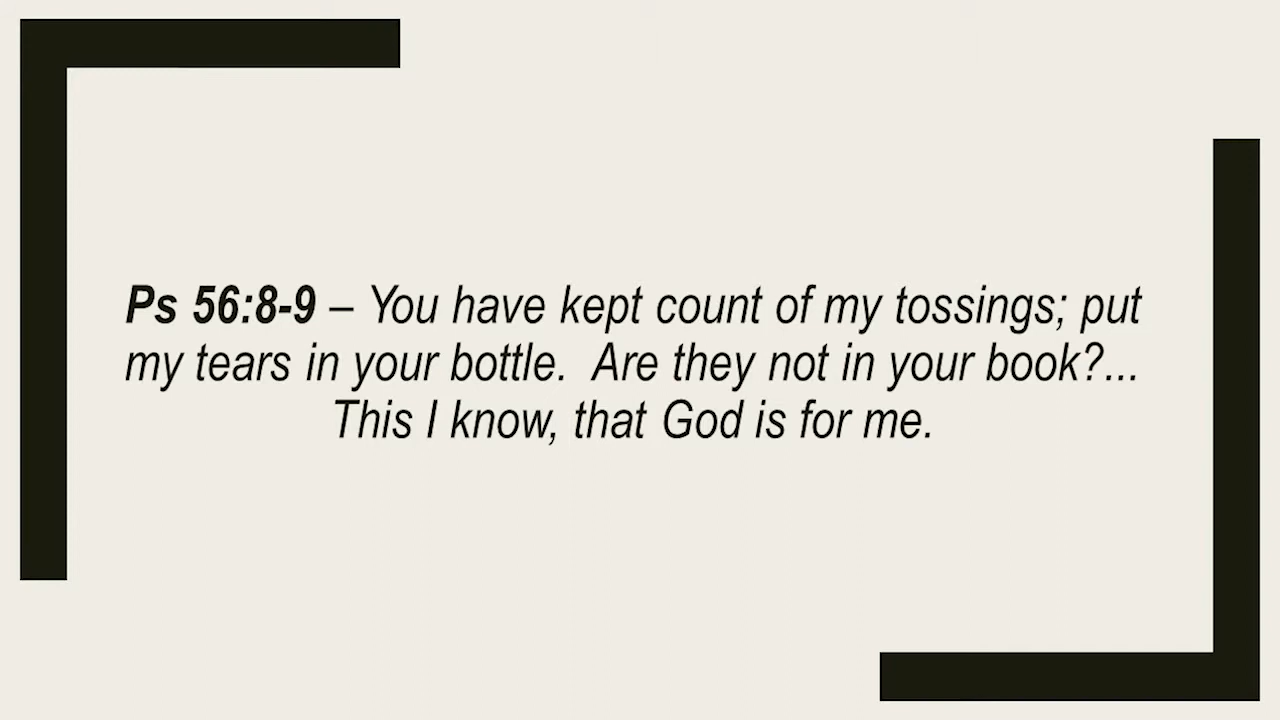 Ps 56:8-9 – You have kept count of my tossings; put
my tears in your bottle.  Are they not in your book?...
This I know, that God is for me.